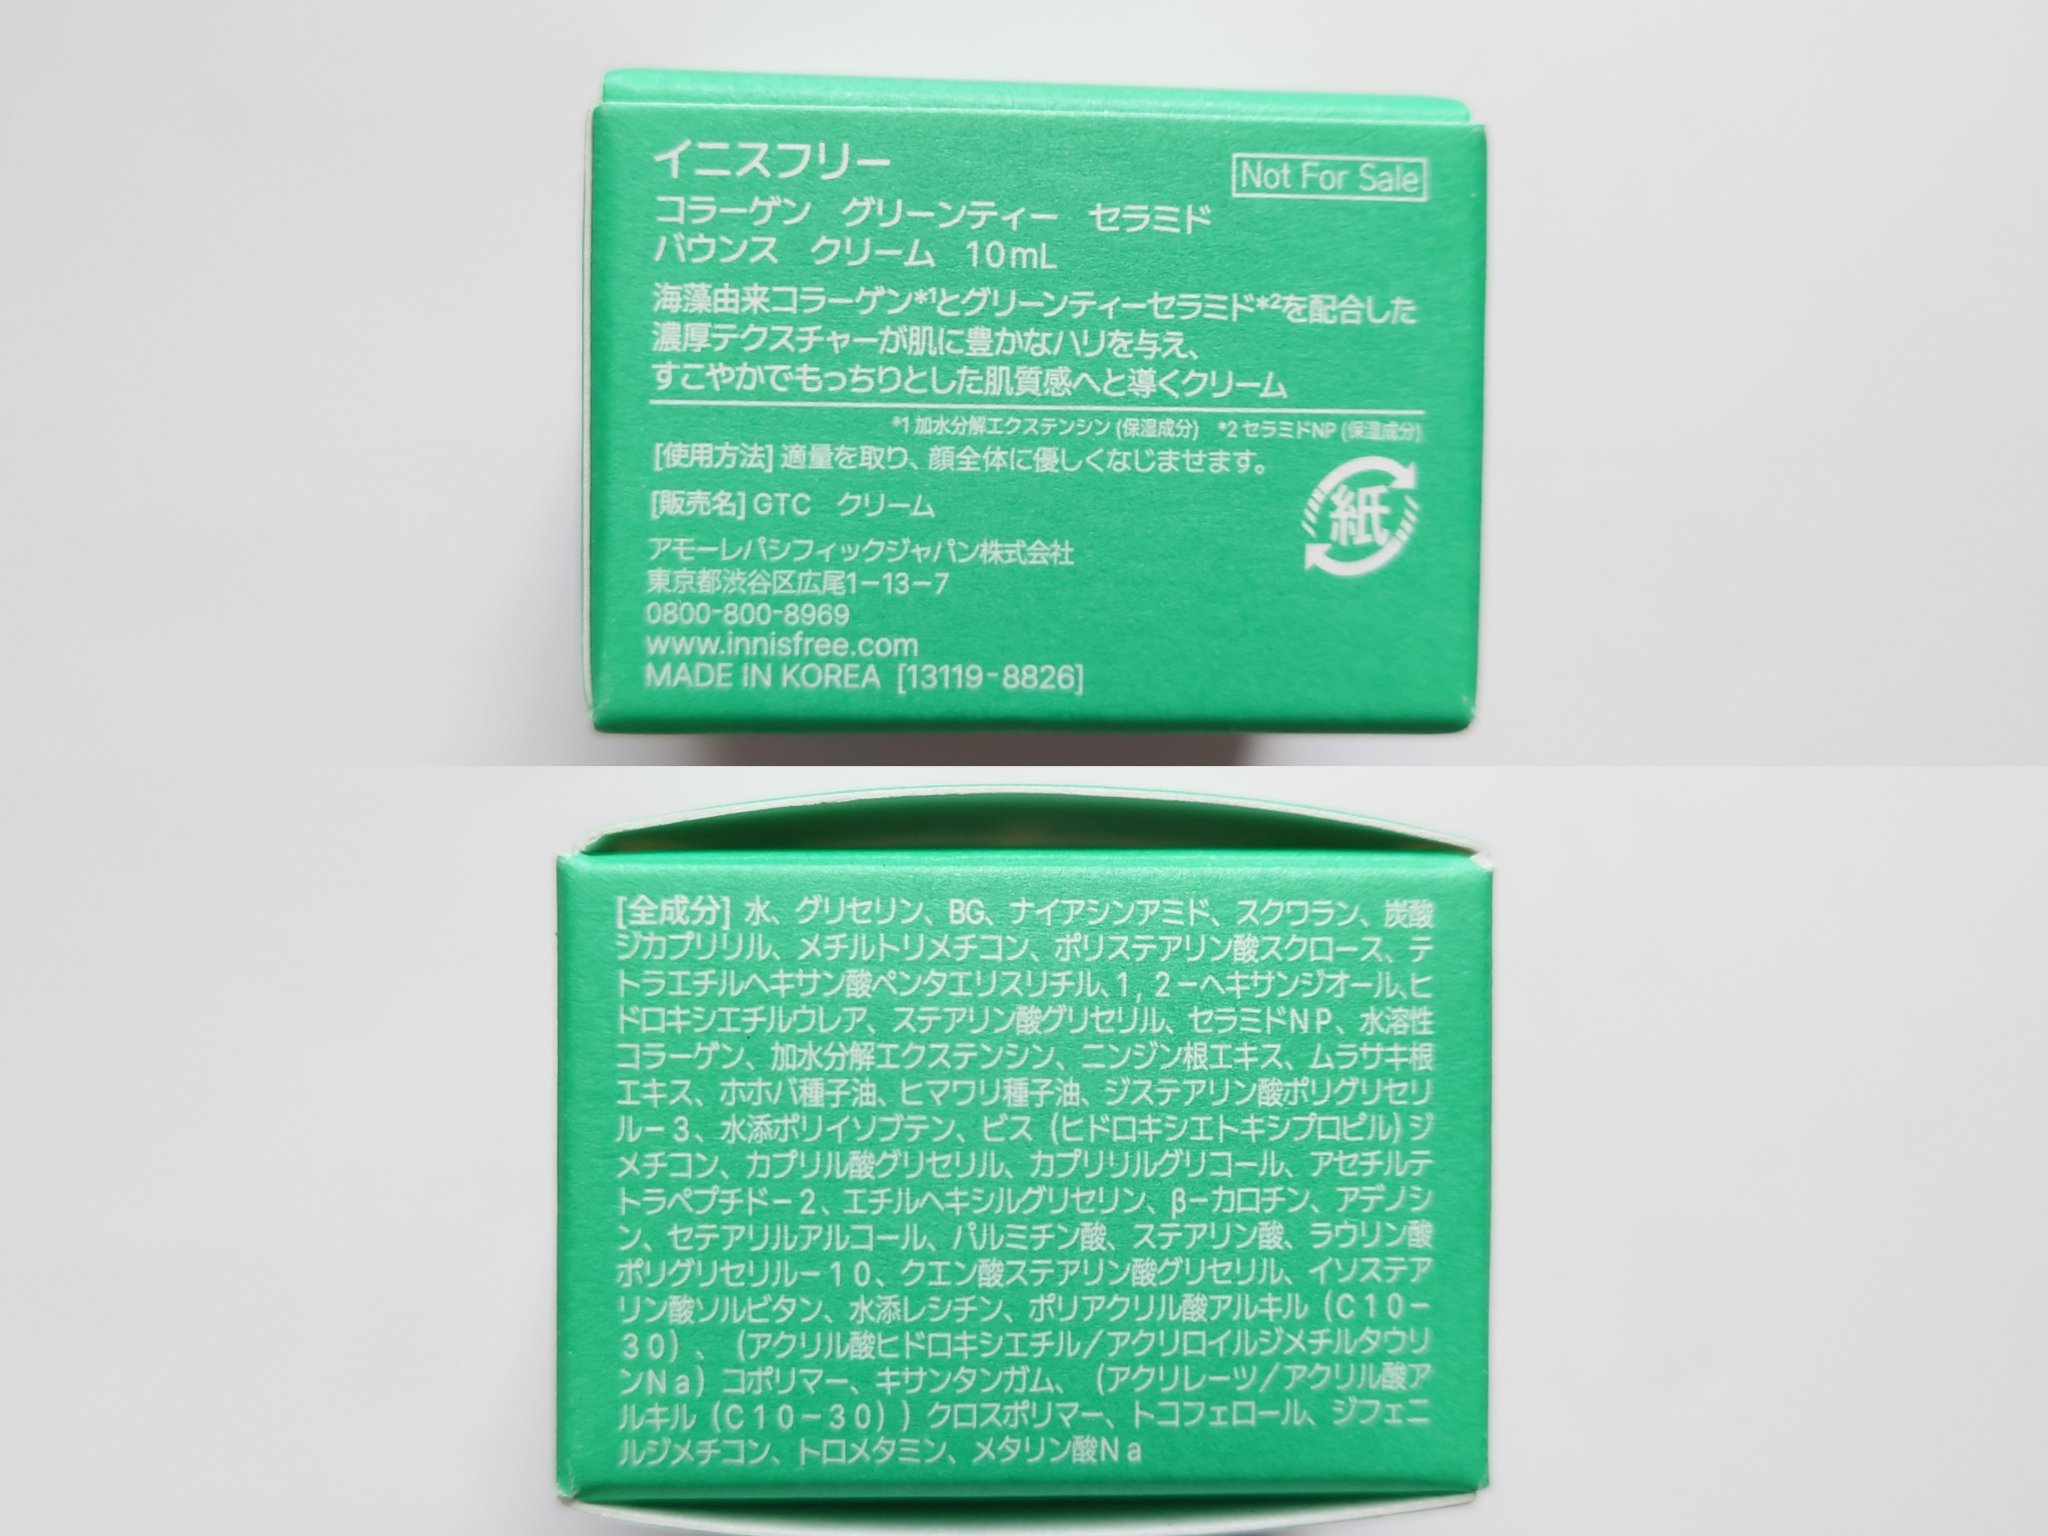 イニスフリー
Not For Sale
コラーゲン　グリーンティー　セラミド
バウンス　クリーム　10mL
海藻由来コラーゲン*1とグリーンティーセラミド*2を配合した
濃厚テクスチャーが肌に豊かなハリを与え、
すこやかでもっちりとした肌質感へと導くクリーム
*1 加水分解エクステンシン (保湿成分)　*2 セラミドNP (保湿成分)
[使用方法] 適量を取り、顔全体に優しくなじませます。
[販売名] GTC　クリーム
紙
アモーレパシフィックジャパン株式会社
東京都渋谷区広尾1-13-7
0800-800-8969
www.innisfree.com
MADE IN KOREA [13119-8826]
[全成分] 水、グリセリン、BG、ナイアシンアミド、スクワラン、炭酸
ジカプリリル、メチルトリメチコン、ポリステアリン酸スクロース、テ
トラエチルヘキサン酸ペンタエリスリチル、1, 2-ヘキサンジオール、ヒ
ドロキシエチルウレア、ステアリン酸グリセリル、セラミドNP、水溶性
コラーゲン、加水分解エクステンシン、ニンジン根エキス、ムラサキ根
エキス、ホホバ種子油、ヒマワリ種子油、ジステアリン酸ポリグリセリ
ル-3、水添ポリイソブテン、ビス (ヒドロキシエトキシプロピル) ジ
メチコン、カプリル酸グリセリル、カプリリルグリコール、アセチルテ
トラペプチド-2、エチルヘキシルグリセリン、β-カロチン、アデノシ
ン、セテアリルアルコール、パルミチン酸、ステアリン酸、ラウリン酸
ポリグリセリル-10、クエン酸ステアリン酸グリセリル、イソステア
リン酸ソルビタン、水添レシチン、ポリアクリル酸アルキル (C10-
30) 、 (アクリル酸ヒドロキシエチル/アクリロイルジメチルタウリ
ンNa) コポリマー、キサンタンガム、 (アクリレーツ/アクリル酸ア
ルキル (C10-30) ) クロスポリマー、トコフェロール、ジフェニ
ルジメチコン、トロメタミン、メタリン酸Na